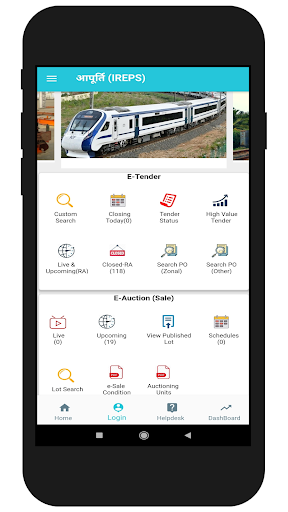 आपूर्ति (IREPS)
E-Tender
Custom
Search
Closing
Today(0)
Tender
Status
High Value
Tender
Live &
Upcoming(RA)
Closed-RA
(118)
Search PO
(Zonal)
Search PO
(Other)
E-Auction (Sale)
Live
(0)
Upcoming
(19)
View Published
Lot
Schedules
(0)
Lot Search
e-Sale
Condition
Auctioning
Units
Home
Login
Helpdesk
DashBoard